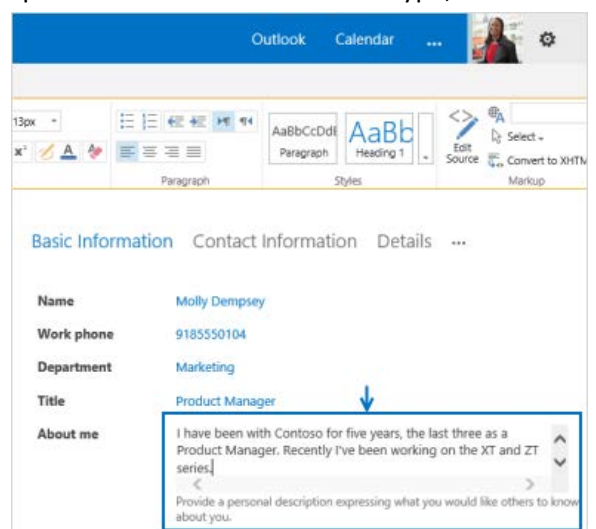 Outlook Calendar ...
13px
AaBbCcDdE AaBb
Paragraph Heading 1
Edit
Source
Select
Convert to XHTM
x²
A
Paragraph Styles Markup
Basic Information Contact Information Details ...
Name Molly Dempsey
Work phone 9185550104
Department Marketing
Title Product Manager
About me I have been with Contoso for five years, the last three as a
Product Manager. Recently I've been working on the XT and ZT
series.
Provide a personal description expressing what you would like others to know
about you.